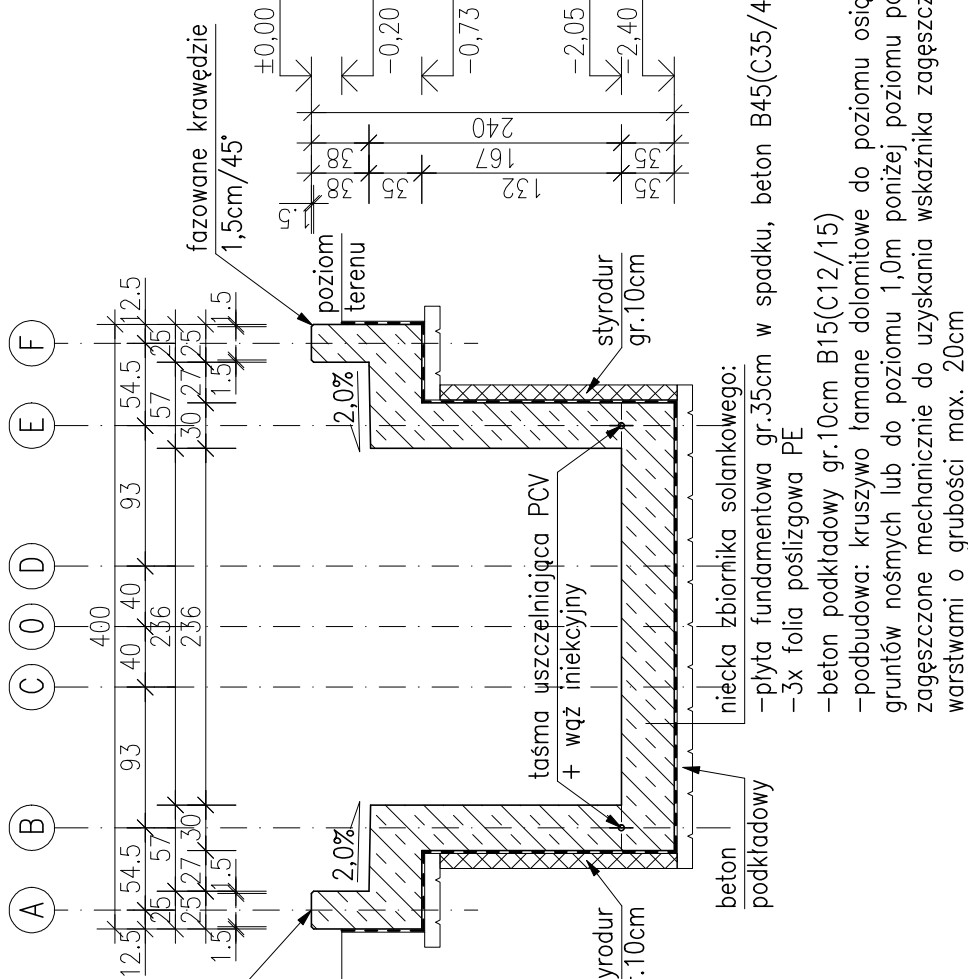 A B C O D E F
400
12.5 54.5 93 40 40 93 54.5 12.5
25 57 236 57 25
25 27 30 236 30 27 25
1.5 1.5 1.5 1.5
fazowane krawędzie
1,5cm/45°
±0,00
-0,20
-0,73
-2,05
-2,40
240
38 167 35
38 35 132 35
1.5
poziom
terenu
2,0%
2,0%
styrodur
gr.10cm
taśma uszczelniająca PCV
+ wąż iniekcyjny
beton
podkładowy
niecka zbiornika solankowego:
-płyta fundamentowa gr.35cm w spadku, beton B45(C35/4
-3x folia poślizgowa PE
-beton podkładowy gr.10cm B15(C12/15)
-podbudowa: kruszywo łamane dolomitowe do poziomu osią
gruntów nośnych lub do poziomu 1,0m poniżej poziomu po
zagęszczone mechanicznie do uzyskania wskaźnika zagęszcz
warstwami o grubości max. 20cm
yrodur
.10cm